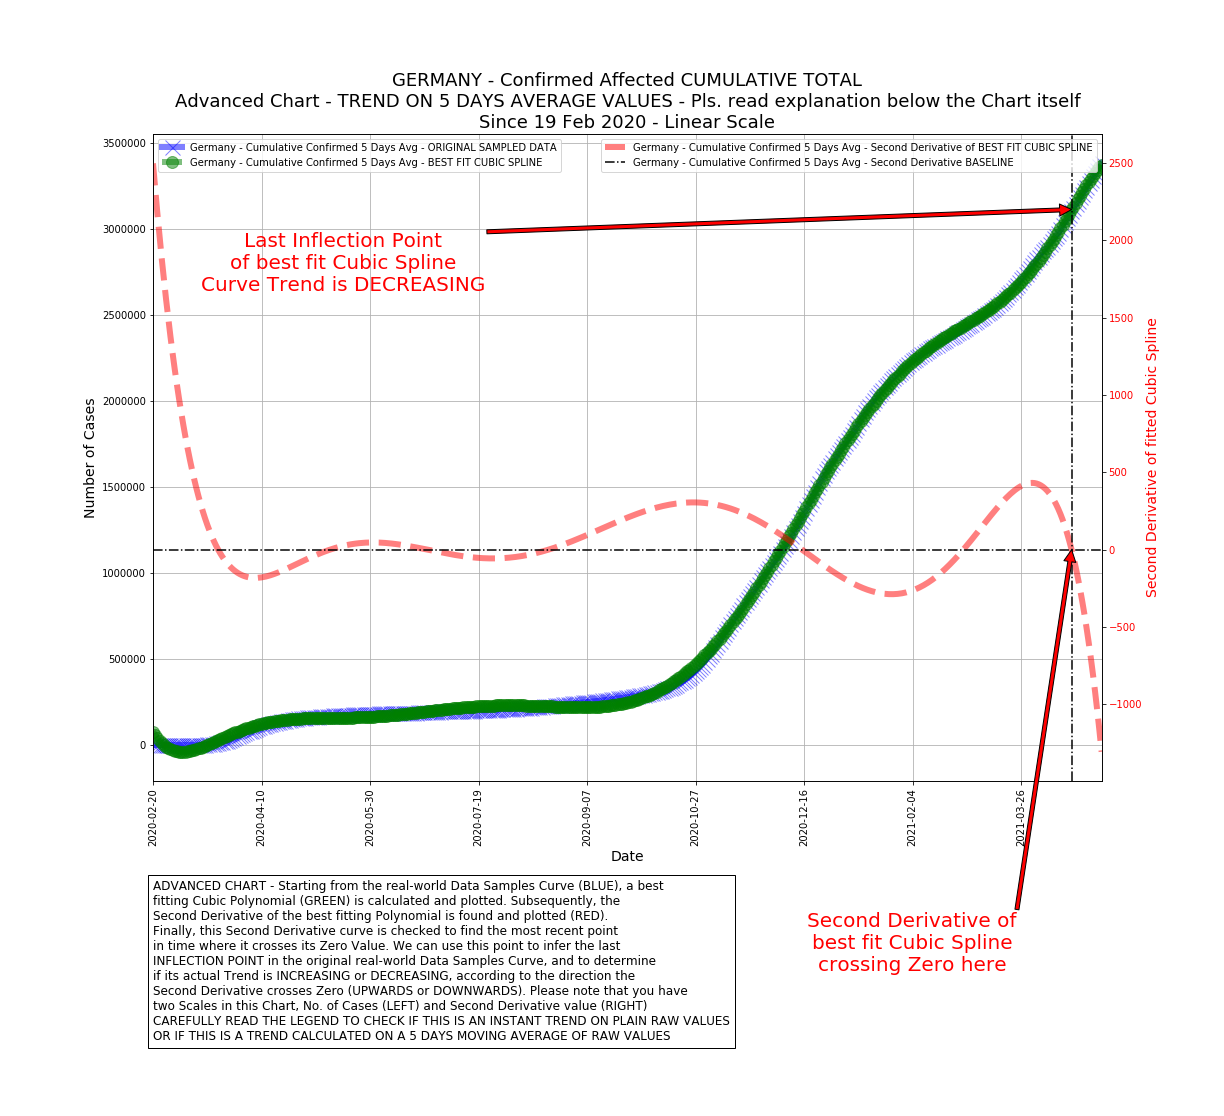 GERMANY - Confirmed Affected CUMULATIVE TOTAL
Advanced Chart - TREND ON 5 DAYS AVERAGE VALUES - Pls. read explanation below the Chart itself
Since 19 Feb 2020 - Linear Scale
Germany - Cumulative Confirmed 5 Days Avg - ORIGINAL SAMPLED DATA
Germany - Cumulative Confirmed 5 Days Avg - BEST FIT CUBIC SPLINE
Germany - Cumulative Confirmed 5 Days Avg - Second Derivative of BEST FIT CUBIC SPLINE
Germany - Cumulative Confirmed 5 Days Avg - Second Derivative BASELINE
Last Inflection Point
of best fit Cubic Spline
Curve Trend is DECREASING
Number of Cases
3500000
3000000
2500000
2000000
1500000
1000000
500000
0
2500
2000
1500
1000
500
0
−500
−1000
Second Derivative of fitted Cubic Spline
2020-02-20
2020-04-10
2020-05-30
2020-07-19
2020-09-07
2020-10-27
2020-12-16
2021-02-04
2021-03-26
Date
ADVANCED CHART - Starting from the real-world Data Samples Curve (BLUE), a best
fitting Cubic Polynomial (GREEN) is calculated and plotted. Subsequently, the
Second Derivative of the best fitting Polynomial is found and plotted (RED).
Finally, this Second Derivative curve is checked to find the most recent point
in time where it crosses its Zero Value. We can use this point to infer the last
INFLECTION POINT in the original real-world Data Samples Curve, and to determine
if its actual Trend is INCREASING or DECREASING, according to the direction the
Second Derivative crosses Zero (UPWARDS or DOWNWARDS). Please note that you have
two Scales in this Chart, No. of Cases (LEFT) and Second Derivative value (RIGHT)
CAREFULLY READ THE LEGEND TO CHECK IF THIS IS AN INSTANT TREND ON PLAIN RAW VALUES
OR IF THIS IS A TREND CALCULATED ON A 5 DAYS MOVING AVERAGE OF RAW VALUES
Second Derivative of
best fit Cubic Spline
crossing Zero here